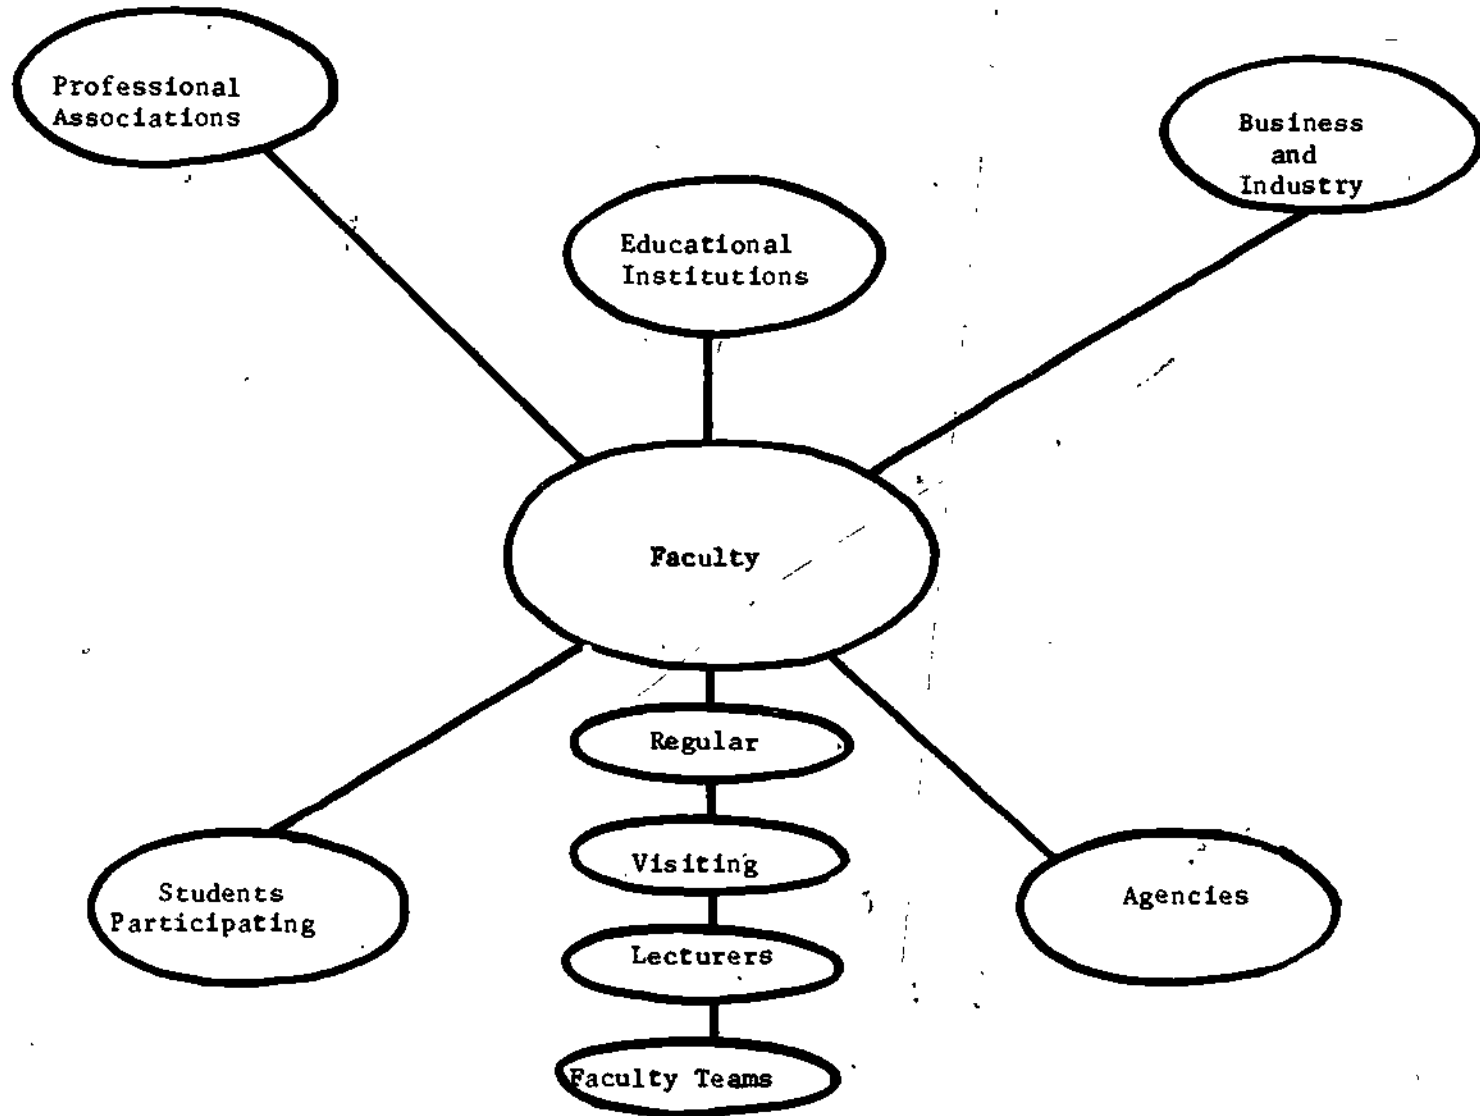 Professional
Associations
Business
and
Industry
Educational
Institutions
Faculty
Regular
Visiting
Students
Participating
Agencies
Lecturers
Faculty Teams